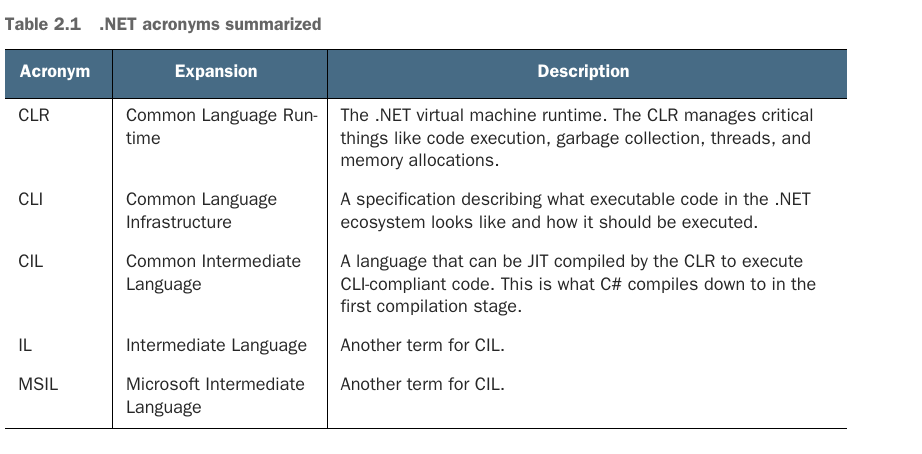 Table 2.1 .NET acronyms summarized
Acronym Expansion Description
CLR Common Language Run- The .NET virtual machine runtime. The CLR manages critical
time things like code execution, garbage collection, threads, and
memory allocations.
CLI Common Language A specification describing what executable code in the .NET
Infrastructure ecosystem looks like and how it should be executed.
CIL Common Intermediate A language that can be JIT compiled by the CLR to execute
Language CLI-compliant code. This is what C# compiles down to in the
first compilation stage.
IL Intermediate Language Another term for CIL.
MSIL Microsoft Intermediate Another term for CIL.
Language